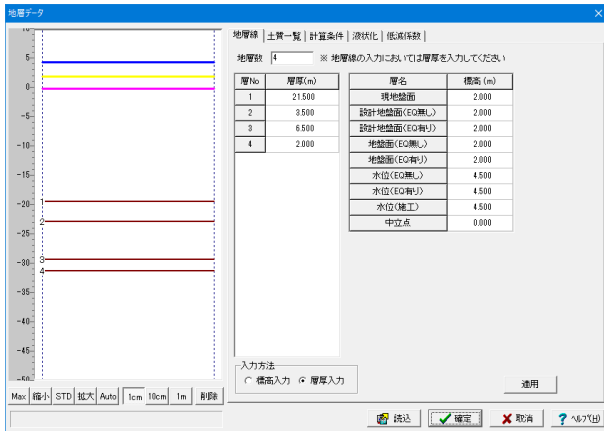 地層データ
地層線 土質一覧 計算条件 液状化 低減係数
地層数 4 ※ 地層線の入力においては層厚を入力してください
層No 層厚(m)
1 21.500
2 3.500
3 6.500
4 2.000
層名 標高(m)
現地盤面 2.000
設計地盤面(EQ無し) 2.000
設計地盤面(EQ有り) 2.000
地盤面(EQ無し) 2.000
地盤面(EQ有り) 2.000
水位(EQ無し) 4.500
水位(EQ有り) 4.500
水位(施工) 4.500
中立点 0.000
10
5
0
-5
-10
-15
1
-20
2
-25
3
-30
4
-35
-40
-45
-50
入力方法
標高入力 層厚入力
適用
Max 縮小 STD 拡大 Auto 1cm 10cm 1m 削除
読込 確定 取消 ヘルプ(H)